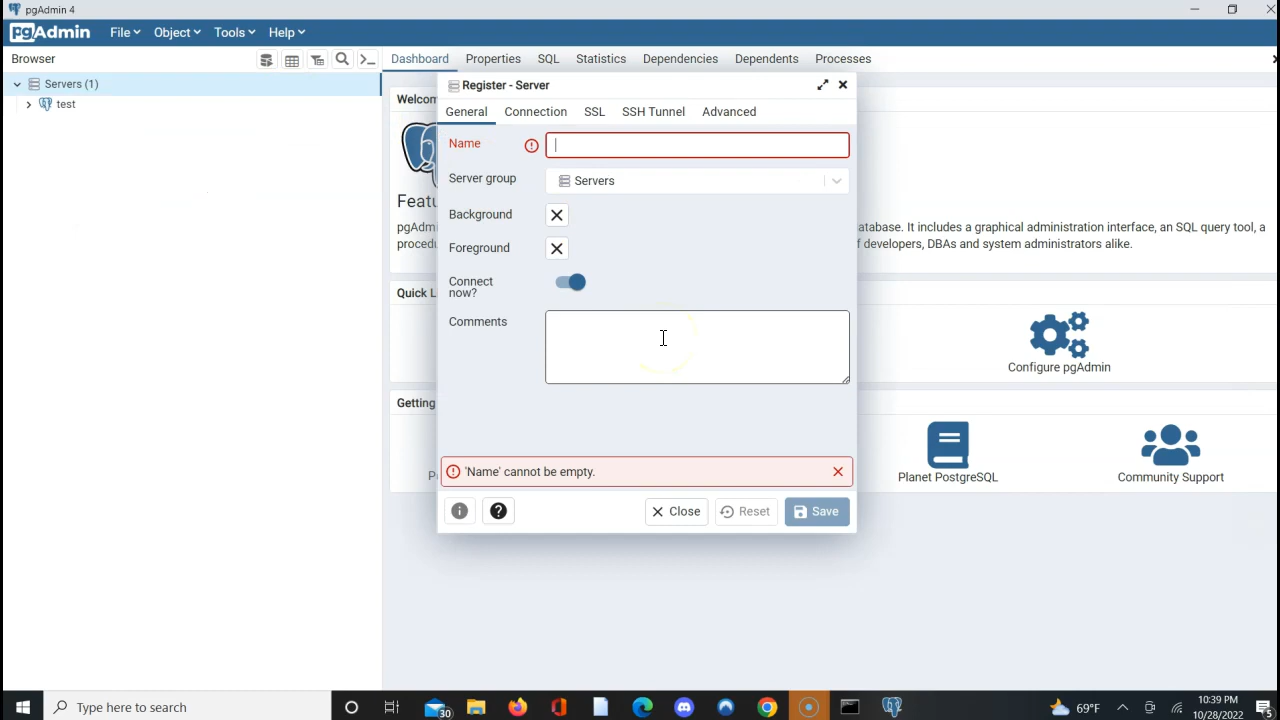 pgAdmin 4
pgAdmin File Object Tools Help
Browser
Dashboard Properties SQL Statistics Dependencies Dependents Processes
Servers (1)
test
Register - Server
General Connection SSL SSH Tunnel Advanced
Name
Server group Servers
Background
Foreground
Connect now?
Comments
'Name' cannot be empty.
Close Reset Save
Welcom
Featu
pgAdm
atabase. It includes a graphical administration interface, an SQL query tool, a
proced
f developers, DBAs and system administrators alike.
Quick L
Configure pgAdmin
Getting
Planet PostgreSQL
Community Support
Type here to search
30
69°F
10:39 PM
10/28/2022
5